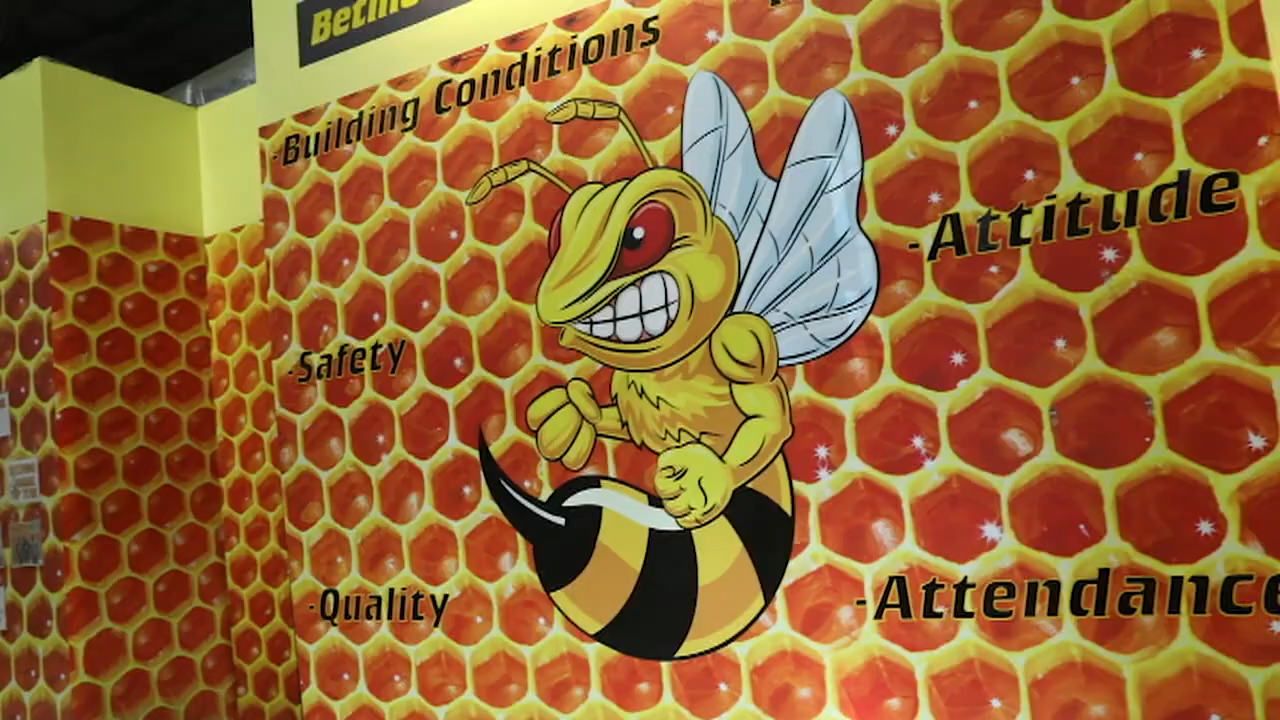 -Building Conditions
-Attitude
-Safety
-Quality
-Attendance